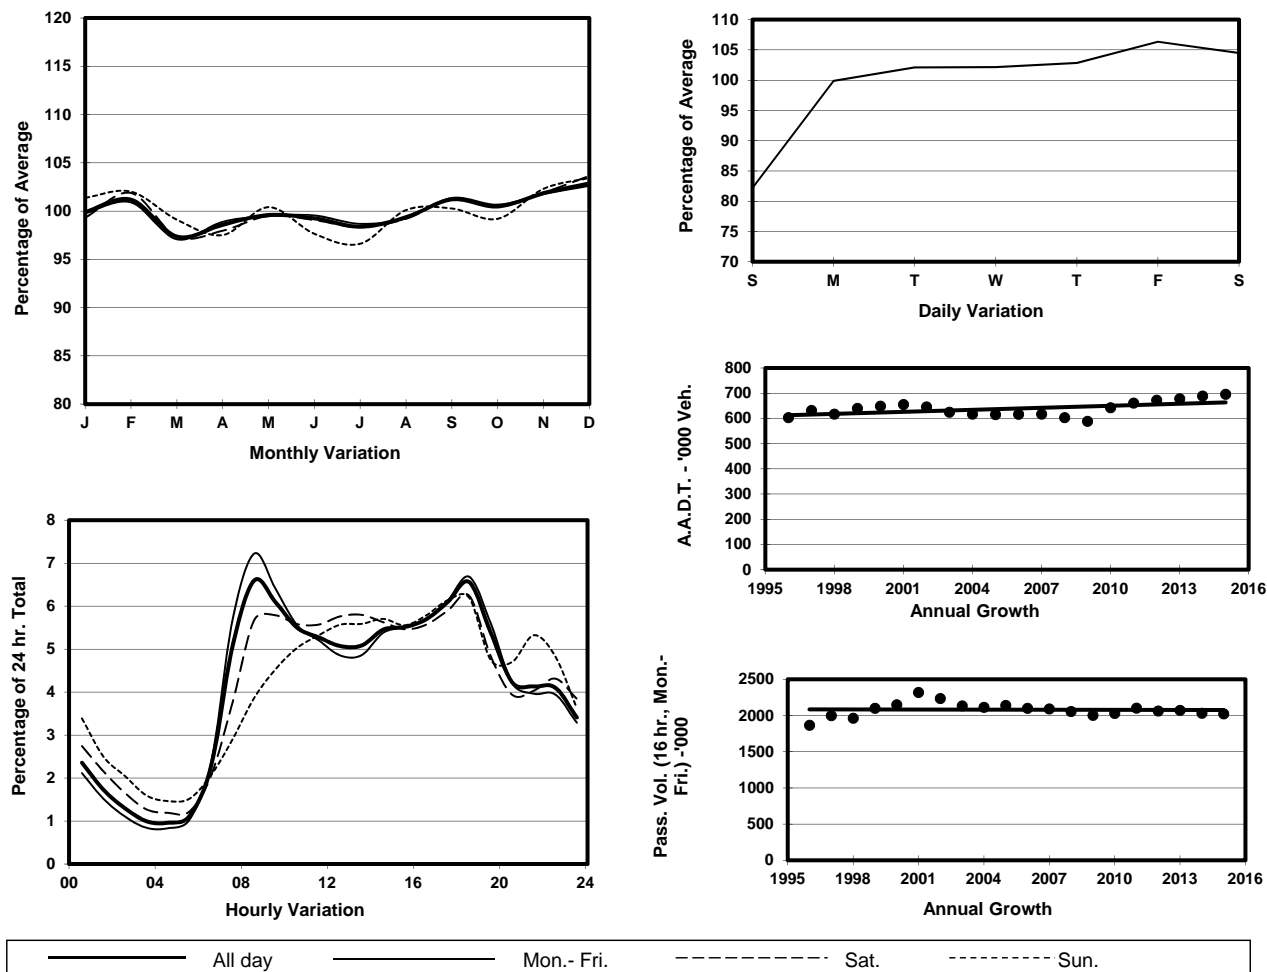 120
115
110
105
100
95
90
85
80
Percentage of Average
J F M A M J J A S O N D
Monthly Variation
110
105
100
95
90
85
80
75
70
Percentage of Average
S M T W T F S
Daily Variation
800
700
600
500
400
300
200
100
0
A.A.D.T. - '000 Veh.
1995 1998 2001 2004 2007 2010 2013 2016
Annual Growth
8
7
6
5
4
3
2
1
0
Percentage of 24 hr. Total
00 04 08 12 16 20 24
Hourly Variation
2500
2000
1500
1000
500
0
Pass. Vol. (16 hr., Mon.-
Fri.) -'000
1995 1998 2001 2004 2007 2010 2013 2016
Annual Growth
All day Mon.- Fri. Sat. Sun.